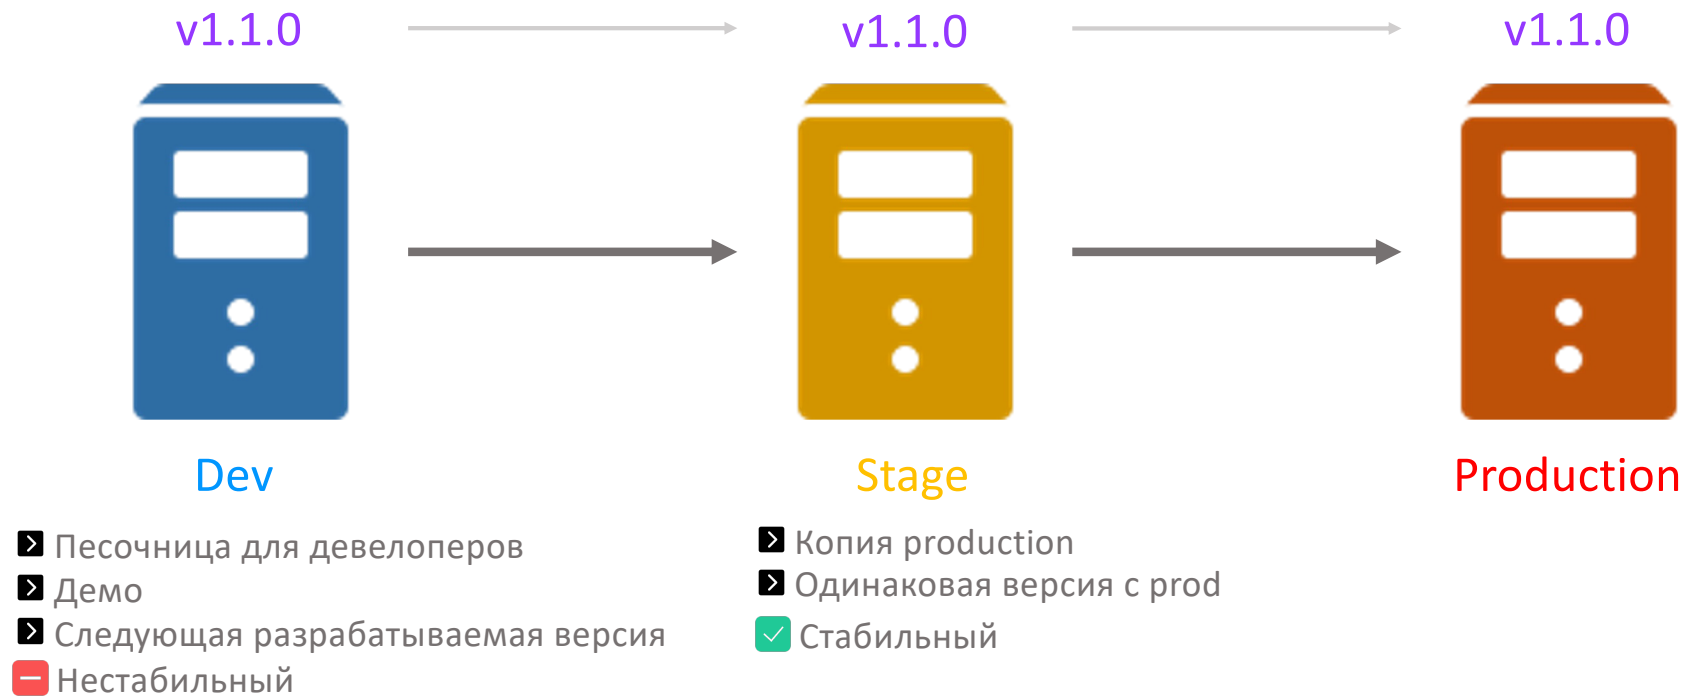 v1.1.0
v1.1.0
v1.1.0
Dev
Stage
Production
Песочница для девелоперов
Демо
Следующая разрабатываемая версия
Нестабильный
Копия production
Одинаковая версия с prod
Стабильный